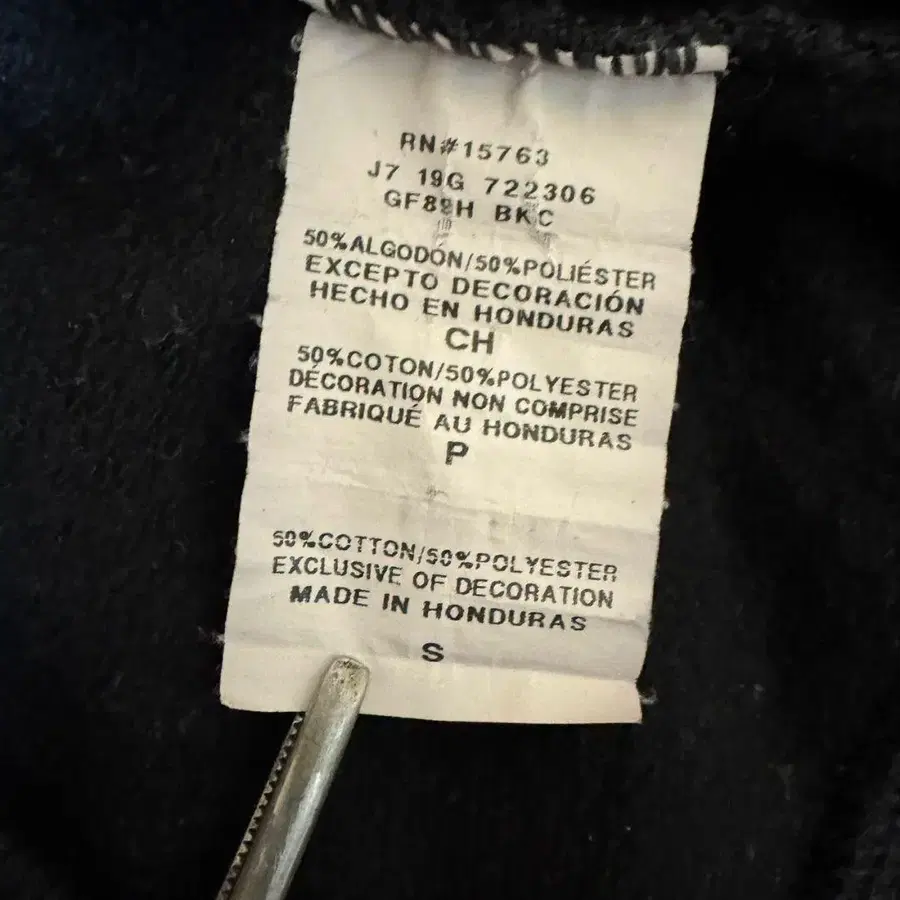 RN#15763
J7 19G 722306
GF89H BKC
50%ALGODÓN/50%POLIÉSTER
EXCEPTO DECORACIÓN
HECHO EN HONDURAS
CH
50%COTON/50%POLYESTER
DÉCORATION NON COMPRISE
FABRIQUÉ AU HONDURAS
P
50%COTTON/50%POLYESTER
EXCLUSIVE OF DECORATION
MADE IN HONDURAS
S